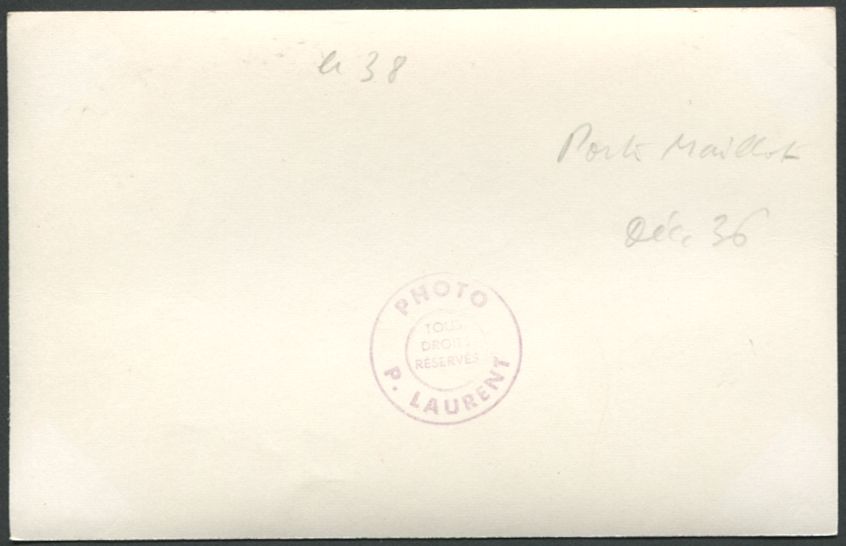 38
Porte Maillot
Déc. 36
PHOTO
TOUS
DROITS
RÉSERVÉS
P. LAURENT